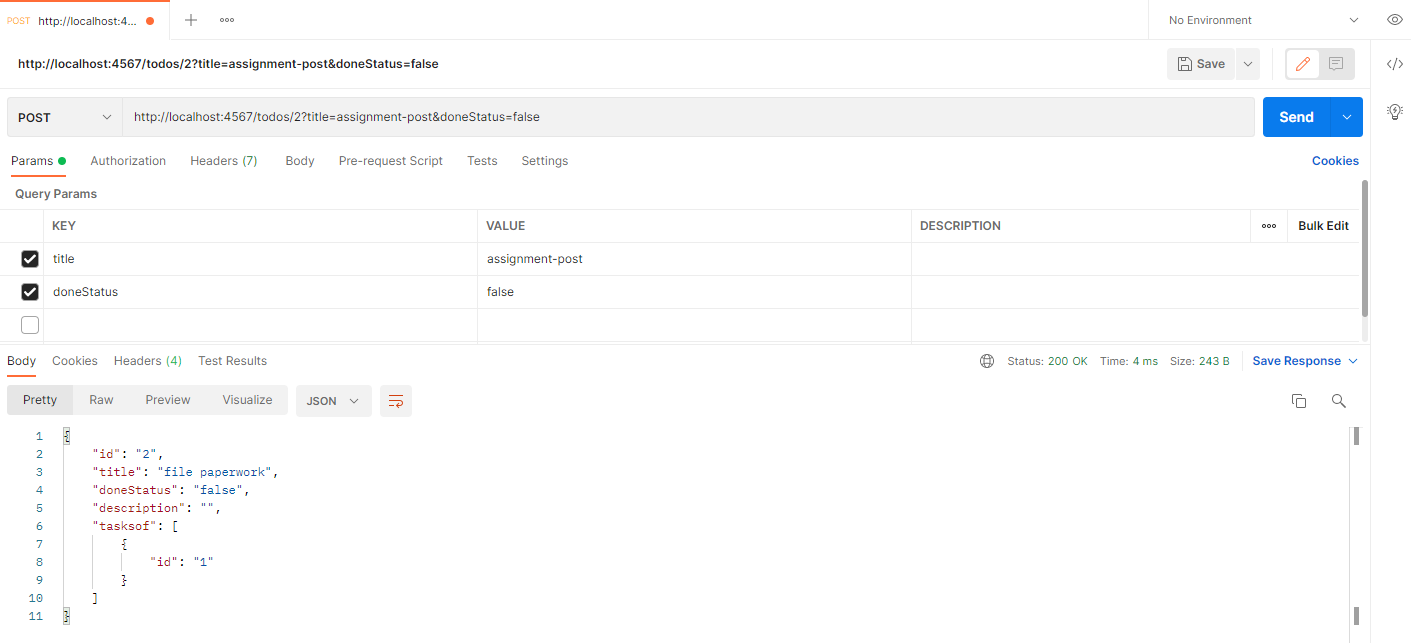 POST http://localhost:4... No Environment
http://localhost:4567/todos/2?title=assignment-post&doneStatus=false Save
POST http://localhost:4567/todos/2?title=assignment-post&doneStatus=false Send
Params Authorization Headers (7) Body Pre-request Script Tests Settings Cookies
Query Params
KEY VALUE DESCRIPTION Bulk Edit
title assignment-post
doneStatus false
Body Cookies Headers (4) Test Results Status: 200 OK Time: 4 ms Size: 243 B Save Response
Pretty Raw Preview Visualize JSON
1 {
2 "id": "2",
3 "title": "file paperwork",
4 "doneStatus": "false",
5 "description": "",
6 "tasksof": [
7 {
8 "id": "1"
9 }
10 ]
11 }